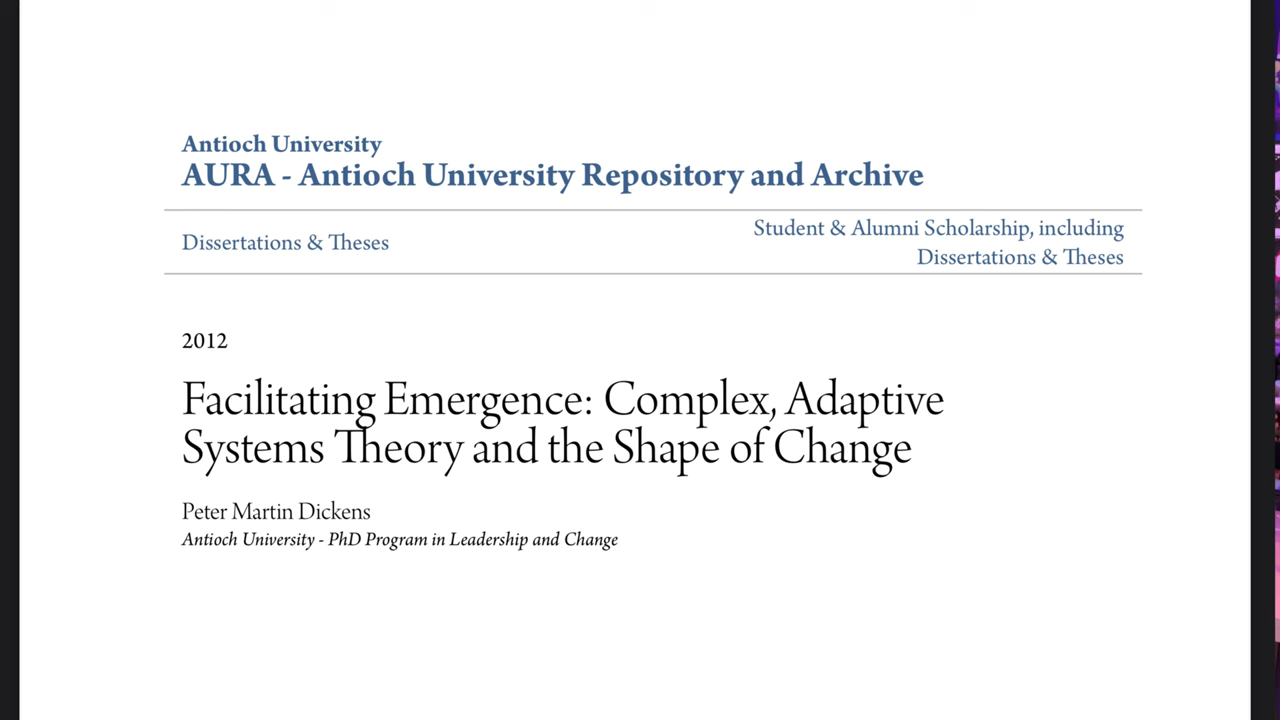 Antioch University
AURA - Antioch University Repository and Archive
Dissertations & Theses
Student & Alumni Scholarship, including
Dissertations & Theses
2012
Facilitating Emergence: Complex, Adaptive
Systems Theory and the Shape of Change
Peter Martin Dickens
Antioch University - PhD Program in Leadership and Change